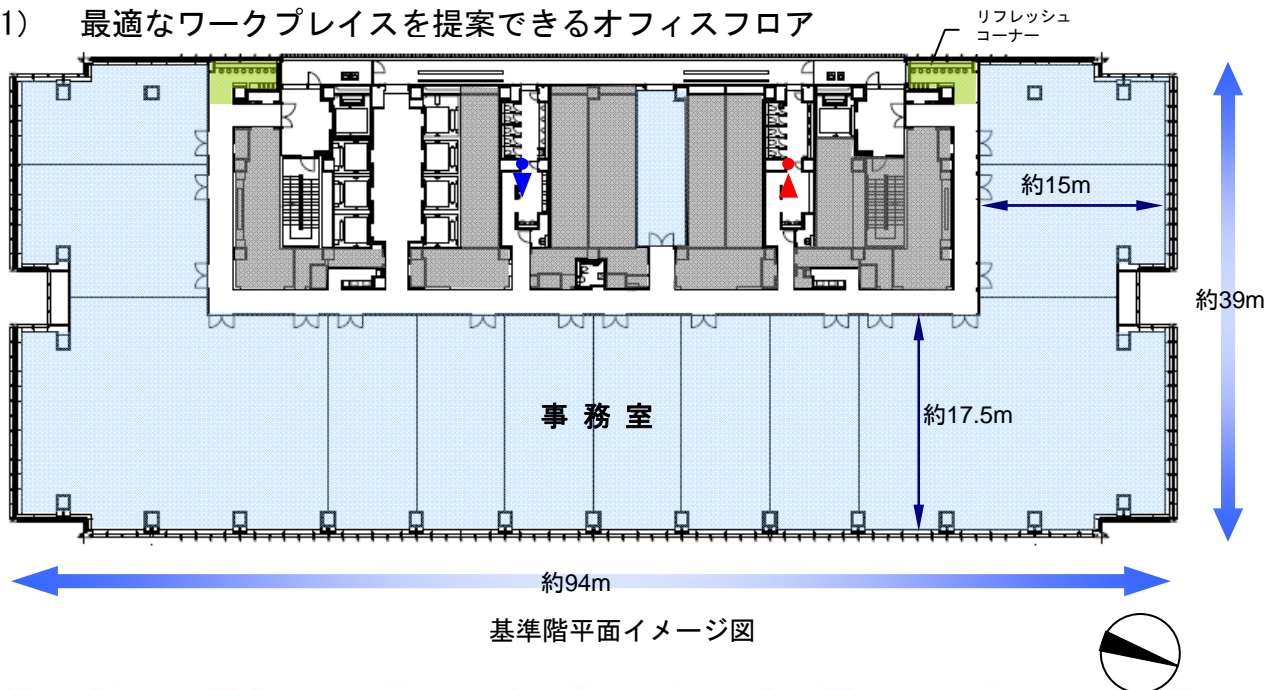 1)　最適なワークプレイスを提案できるオフィスフロア
リフレッシュ
コーナー
約15m
約39m
事 務 室
約17.5m
約94m
基準階平面イメージ図